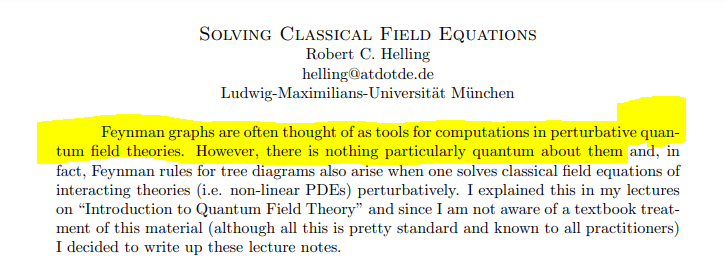 SOLVING CLASSICAL FIELD EQUATIONS
Robert C. Helling
helling@atdotde.de
Ludwig-Maximilians-Universität München
Feynman graphs are often thought of as tools for computations in perturbative quan-
tum field theories. However, there is nothing particularly quantum about them and, in
fact, Feynman rules for tree diagrams also arise when one solves classical field equations of
interacting theories (i.e. non-linear PDEs) perturbatively. I explained this in my lectures
on “Introduction to Quantum Field Theory” and since I am not aware of a textbook treat-
ment of this material (although all this is pretty standard and known to all practitioners)
I decided to write up these lecture notes.